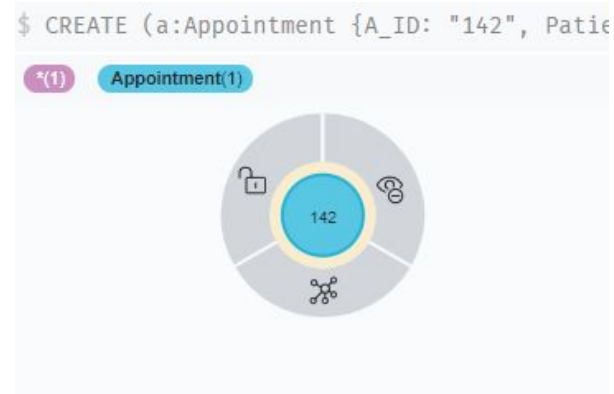 $ CREATE (a:Appointment {A_ID: "142", Patie
*(1) Appointment(1)
142